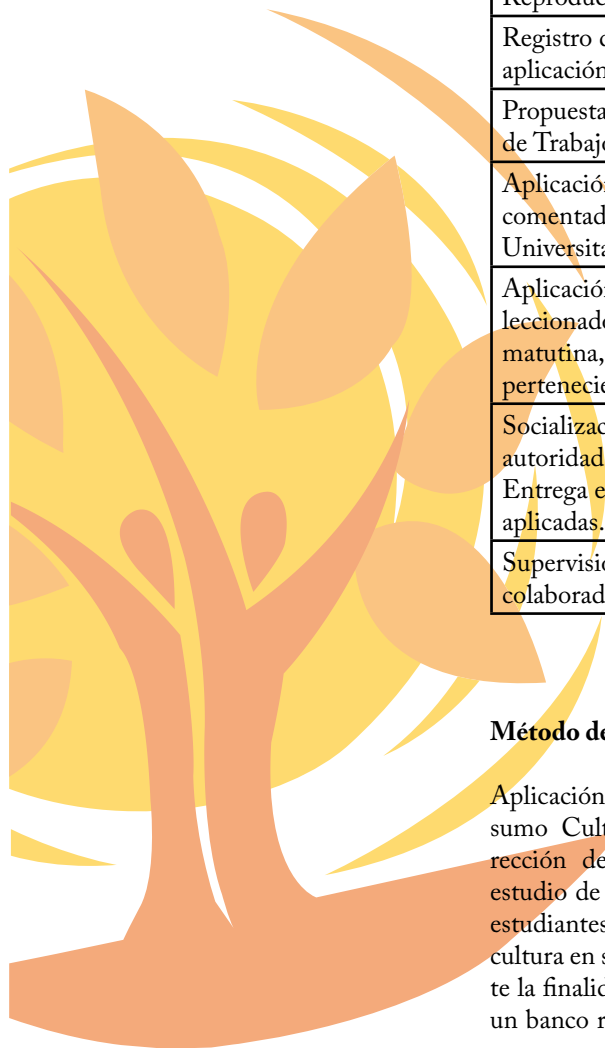 Registro
aplicación
Propuesta
de Trabajo
Aplicación
comentad
Universita
Aplicación
leccionado
matutina,
pertenecie
Socializac
autoridad
Entrega e
aplicadas.
Supervisió
colaborad
Método de
Aplicación
sumo Cult
rección de
estudio de
estudiantes
cultura en s
te la finalid
un banco r